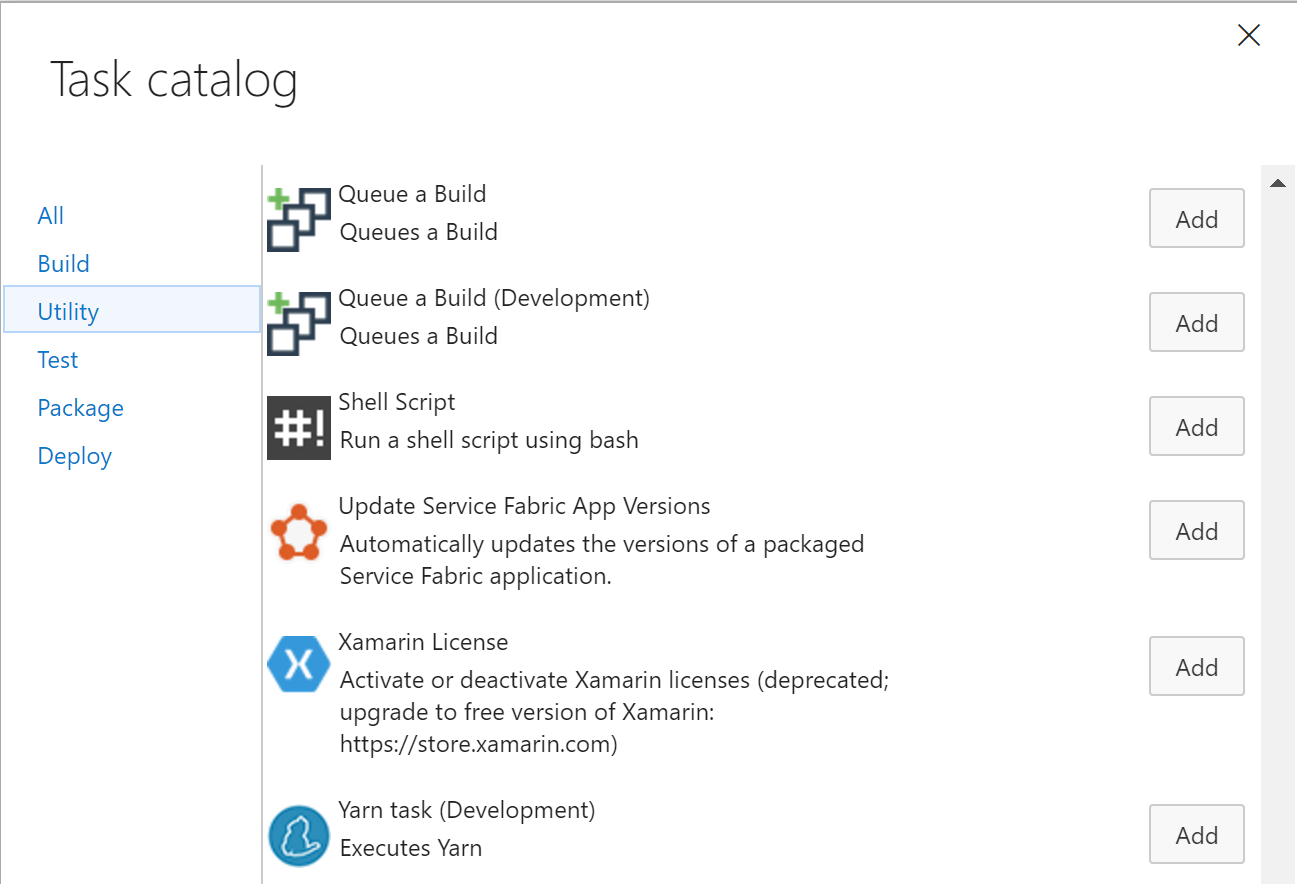 Task catalog
All
Build
Utility
Test
Package
Deploy
Queue a Build
Queues a Build
Add
Queue a Build (Development)
Queues a Build
Add
#!
Shell Script
Run a shell script using bash
Add
Update Service Fabric App Versions
Automatically updates the versions of a packaged
Service Fabric application.
Add
X
Xamarin License
Activate or deactivate Xamarin licenses (deprecated;
upgrade to free version of Xamarin:
https://store.xamarin.com)
Add
Yarn task (Development)
Executes Yarn
Add